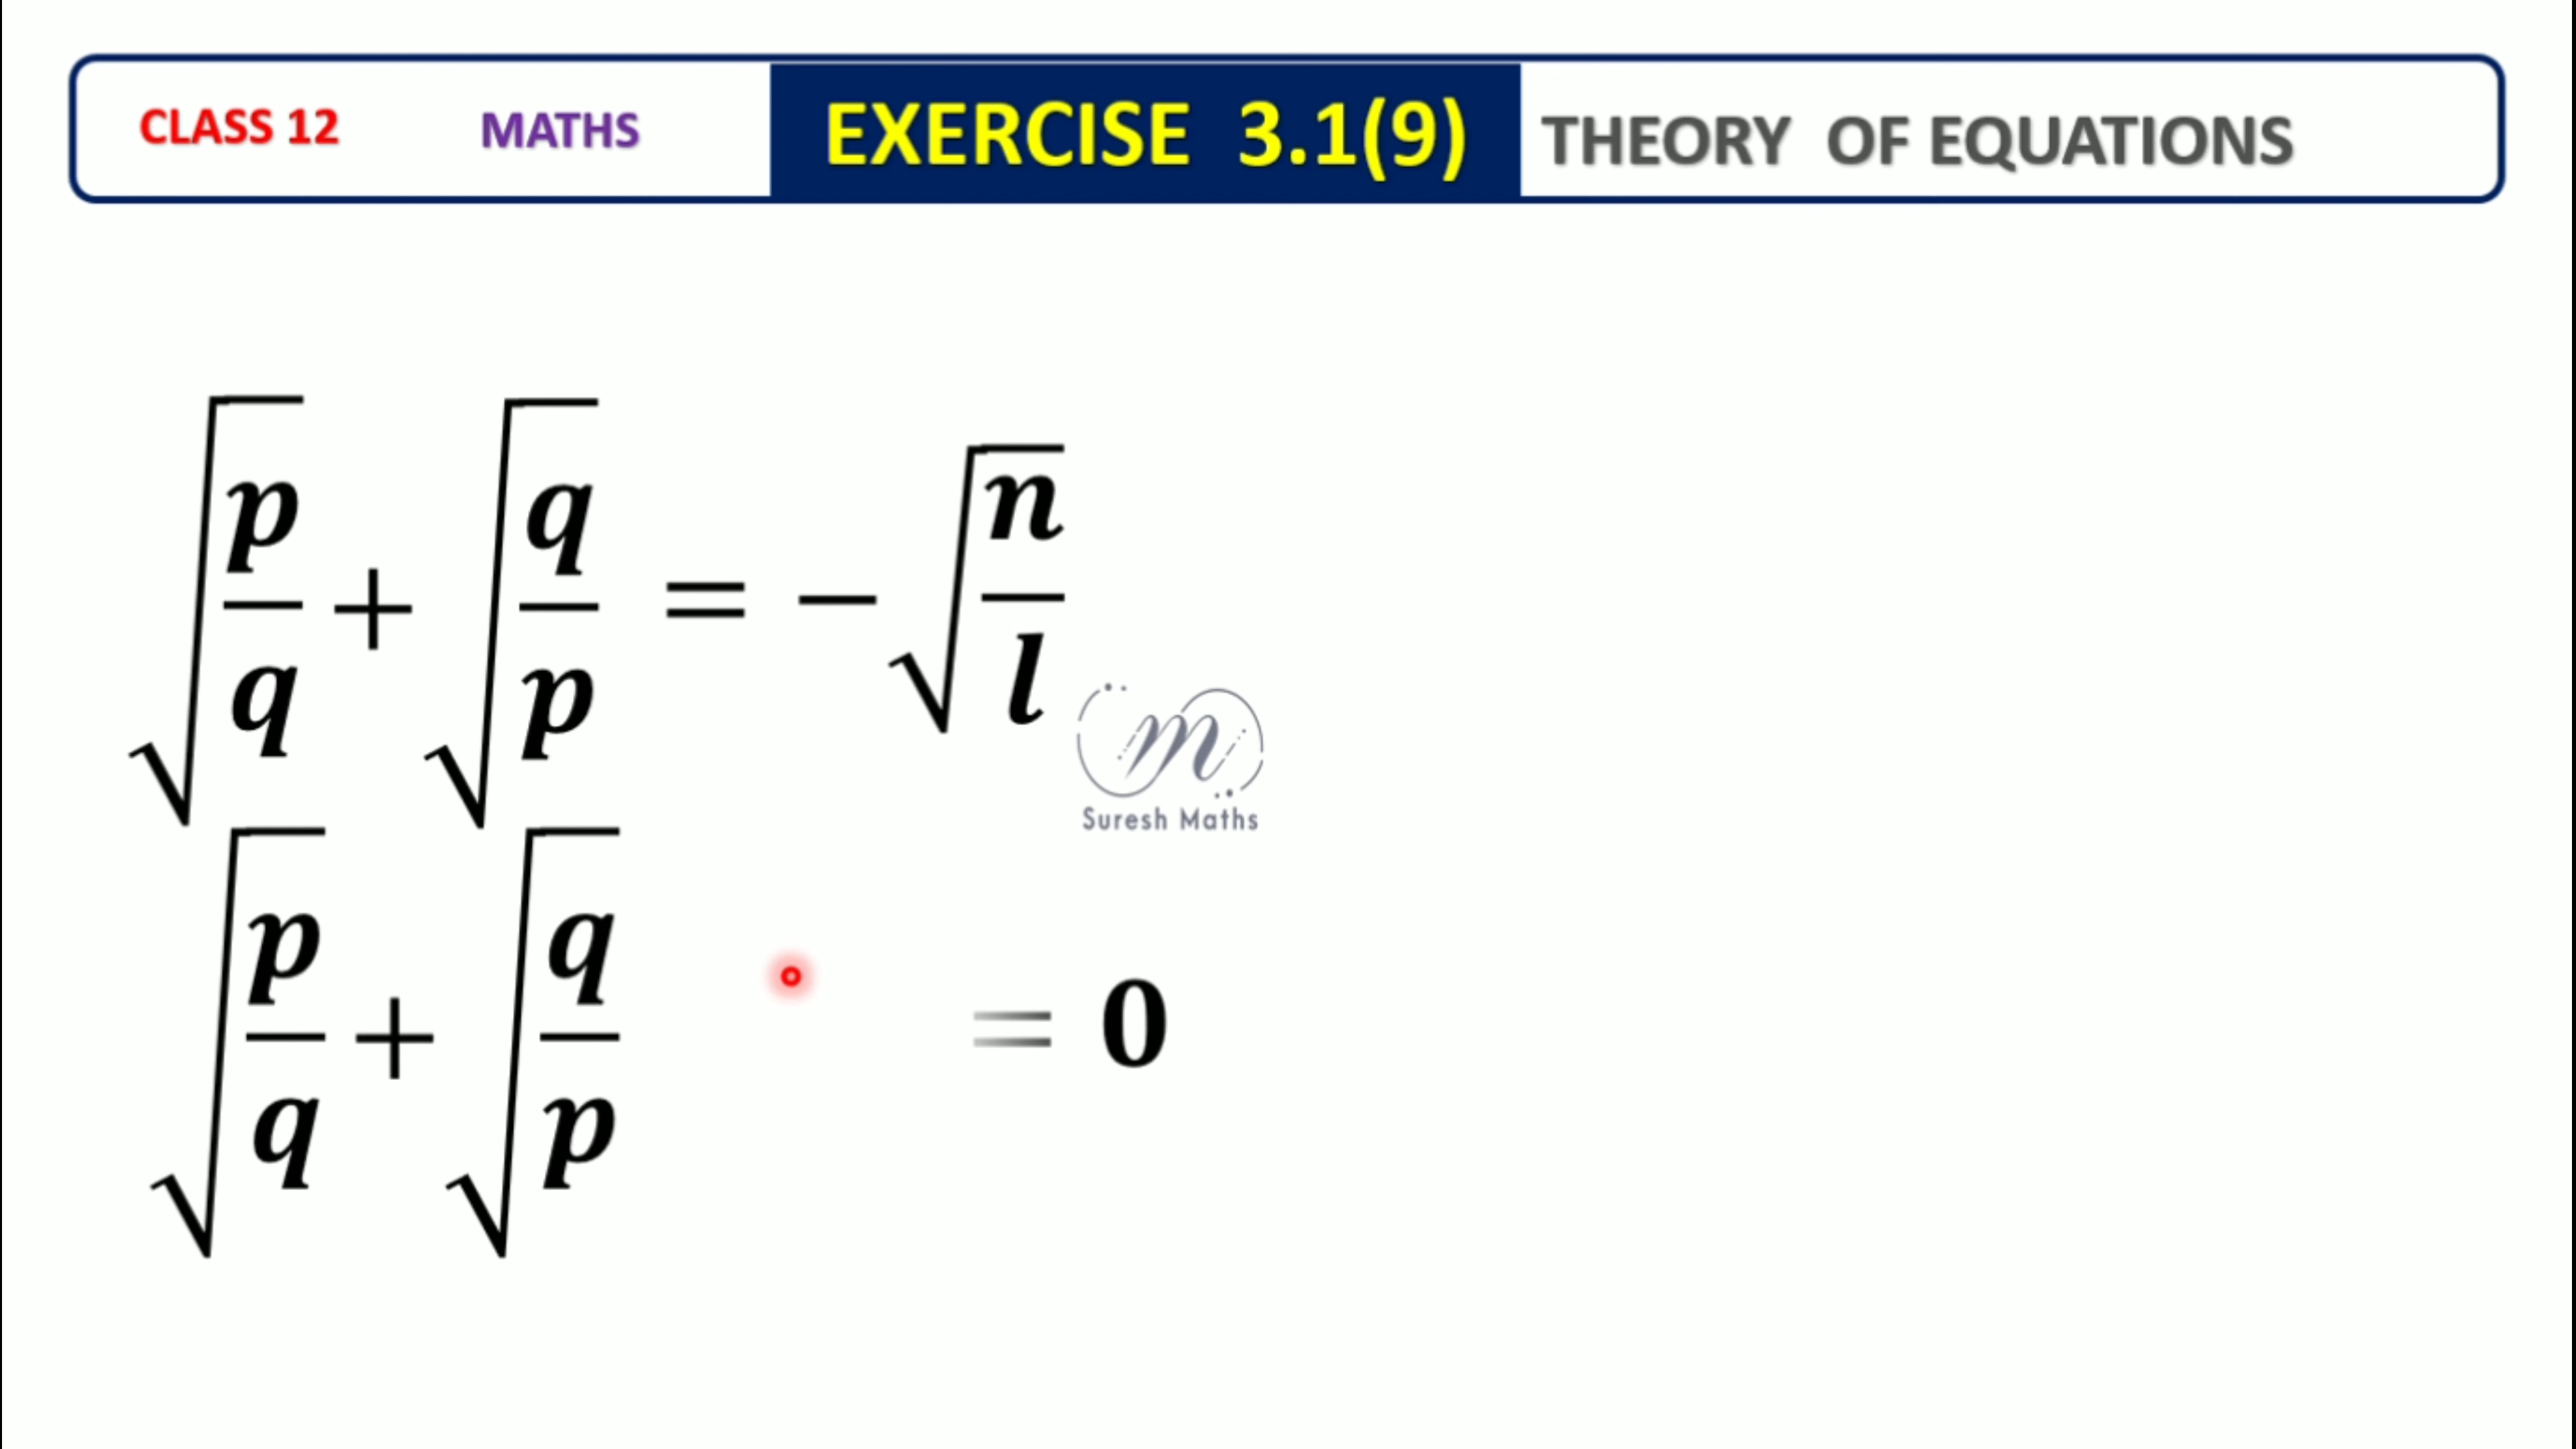 CLASS 12 MATHS EXERCISE 3.1(9) THEORY OF EQUATIONS
√(p/q) + √(q/p) = −√(n/l)
m
Suresh Maths
√(p/q) + √(q/p) = 0